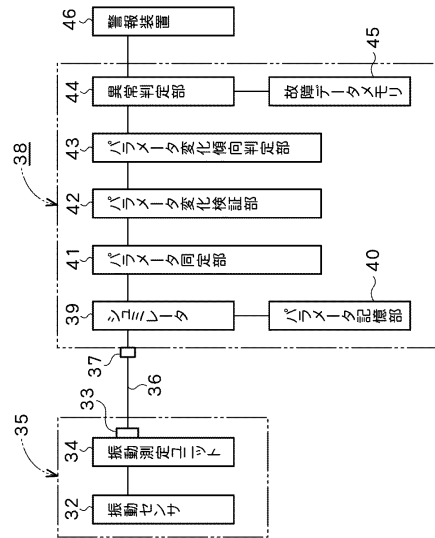 35
32
振動センサ
34
振動測定ユニット
33
36
37
38
39
シュミレータ
40
パラメータ記憶部
41
パラメータ同定部
42
パラメータ変化検証部
43
パラメータ変化傾向判定部
44
異常判定部
45
故障データメモリ
46
警報装置